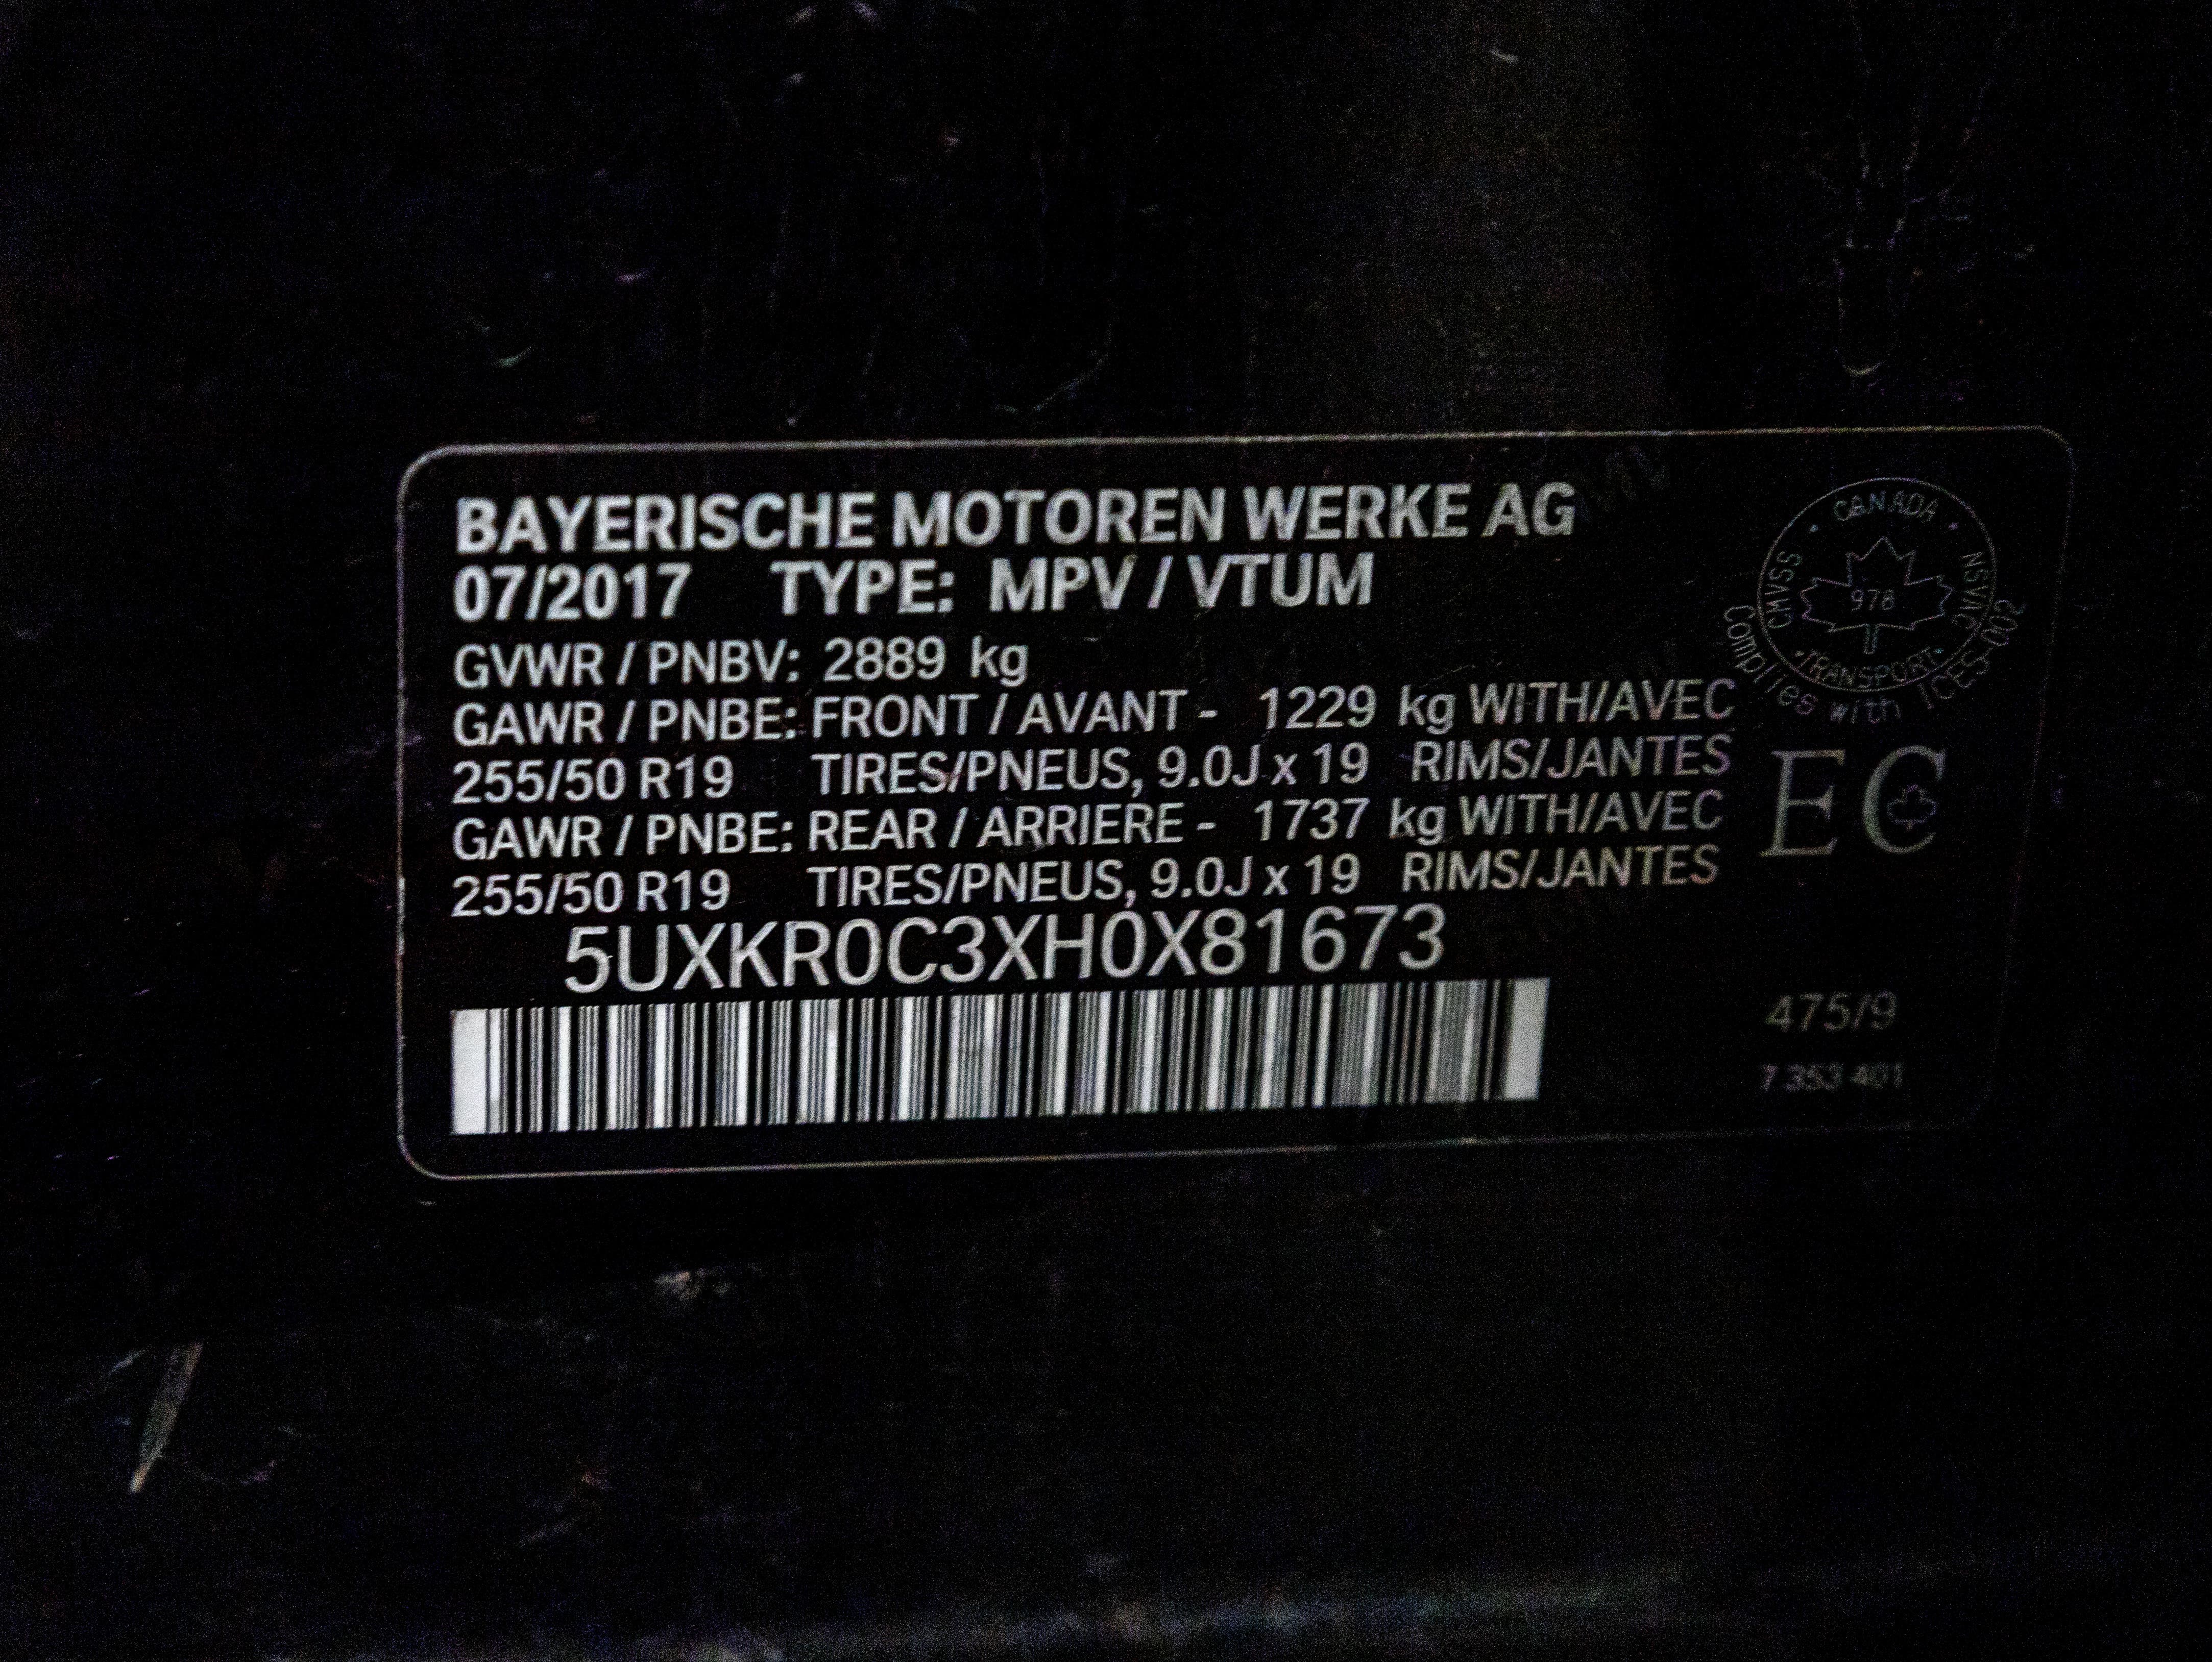 BAYERISCHE MOTOREN WERKE AG
07/2017 TYPE: MPV / VTUM
GVWR / PNBV: 2889 kg
GAWR / PNBE: FRONT / AVANT - 1229 kg WITH/AVEC
255/50 R19 TIRES/PNEUS, 9.0J x 19 RIMS/JANTES
GAWR / PNBE: REAR / ARRIERE - 1737 kg WITH/AVEC
255/50 R19 TIRES/PNEUS, 9.0J x 19 RIMS/JANTES
5UXKR0C3XH0X81673
CANADA
CMVSS
978
NSVAC
TRANSPORT
Complies with ICES-002
EC
475/9
7 353 401